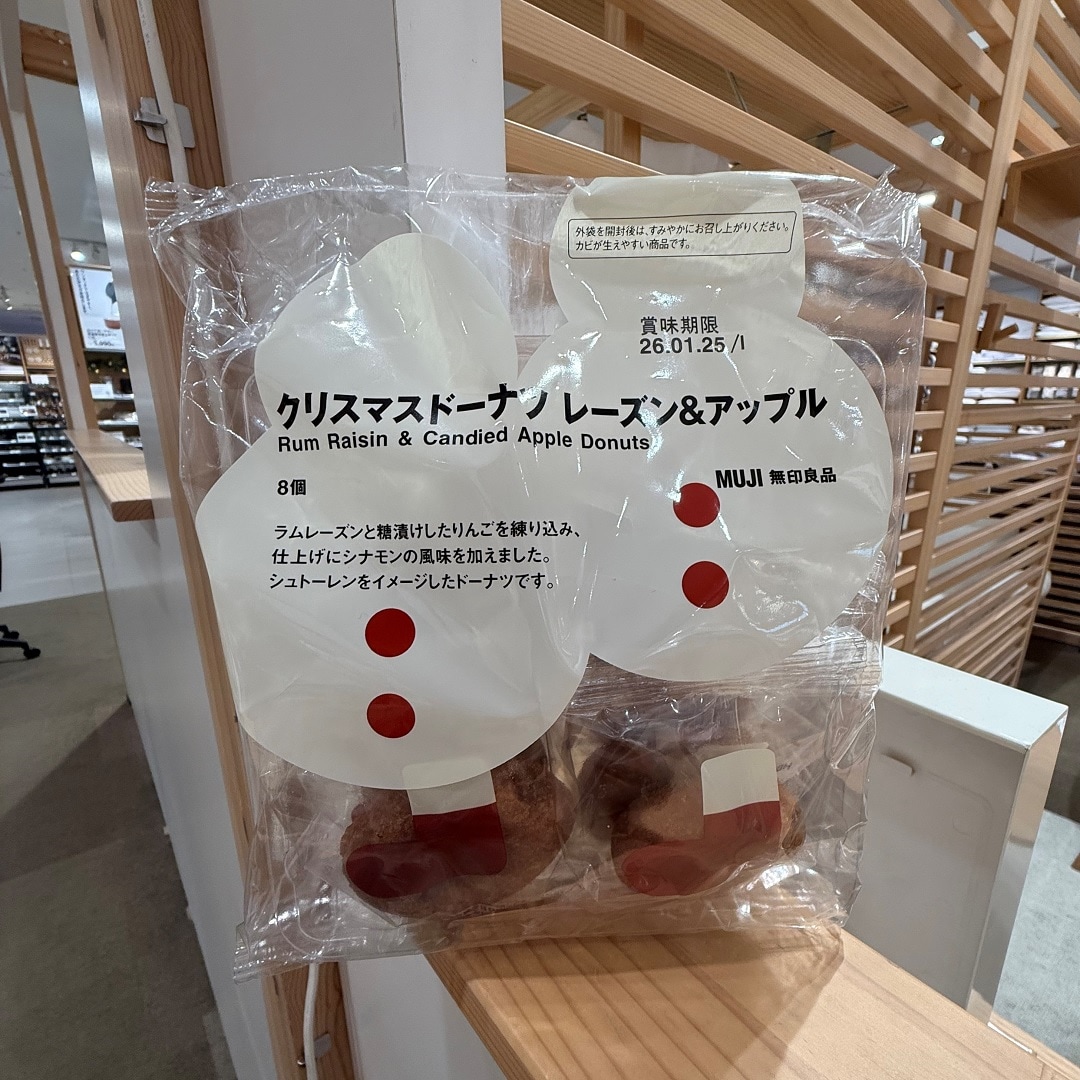 外袋を開封後は、すみやかにお召し上がりください。
カビが生えやすい商品です。
賞味期限
26.01.25 /I
クリスマスドーナツ レーズン&アップル
Rum Raisin & Candied Apple Donuts
8個
MUJI 無印良品
ラムレーズンと糖漬けしたりんごを練り込み、
仕上げにシナモンの風味を加えました。
シュトーレンをイメージしたドーナツです。